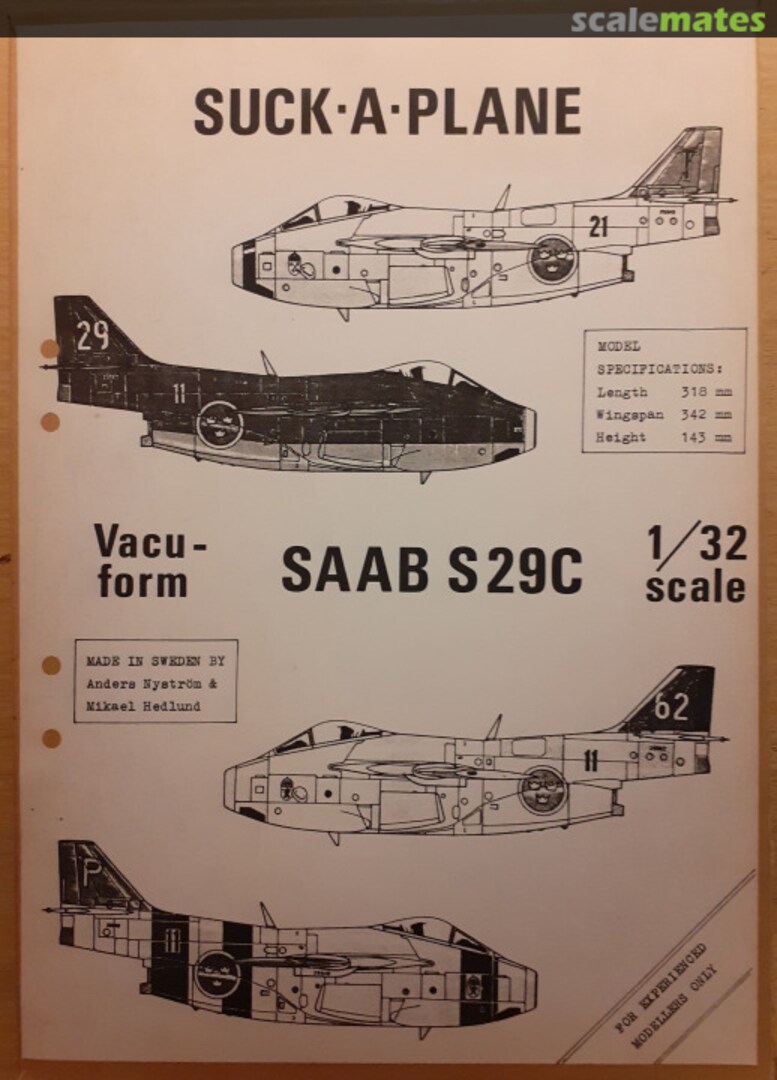 scalemates
SUCK·A·PLANE
21
29
11
MODEL
SPECIFICATIONS:
Length 318 mm
Wingspan 342 mm
Height 143 mm
Vacu-
form
SAAB S29C
1/32
scale
MADE IN SWEDEN BY
Anders Nyström &
Mikael Hedlund
62
11
P
11
FOR EXPERIENCED
MODELLERS ONLY